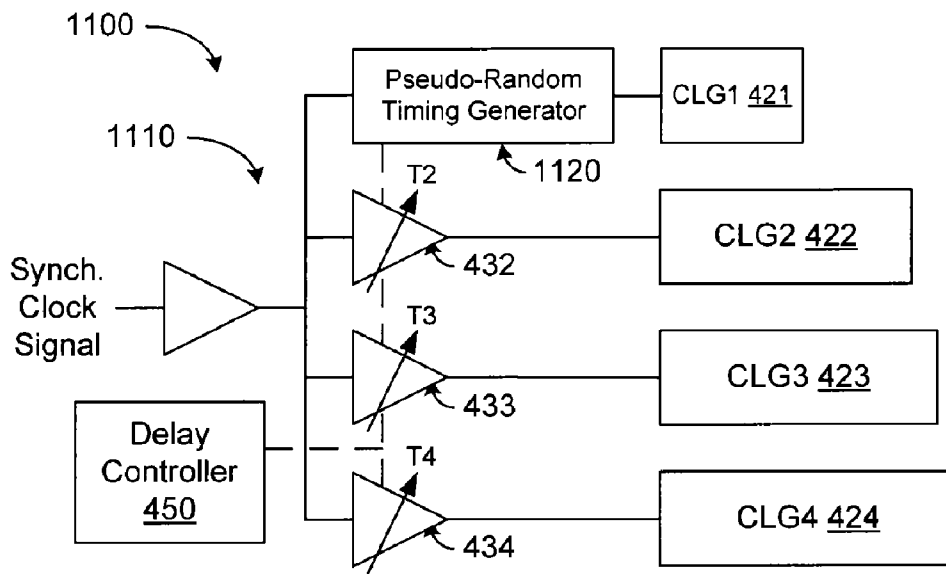 1100
Pseudo-Random
Timing Generator
CLG1 421
1110
1120
T2
CLG2 422
432
Synch.
Clock
Signal
T3
CLG3 423
433
Delay
Controller
450
T4
CLG4 424
434